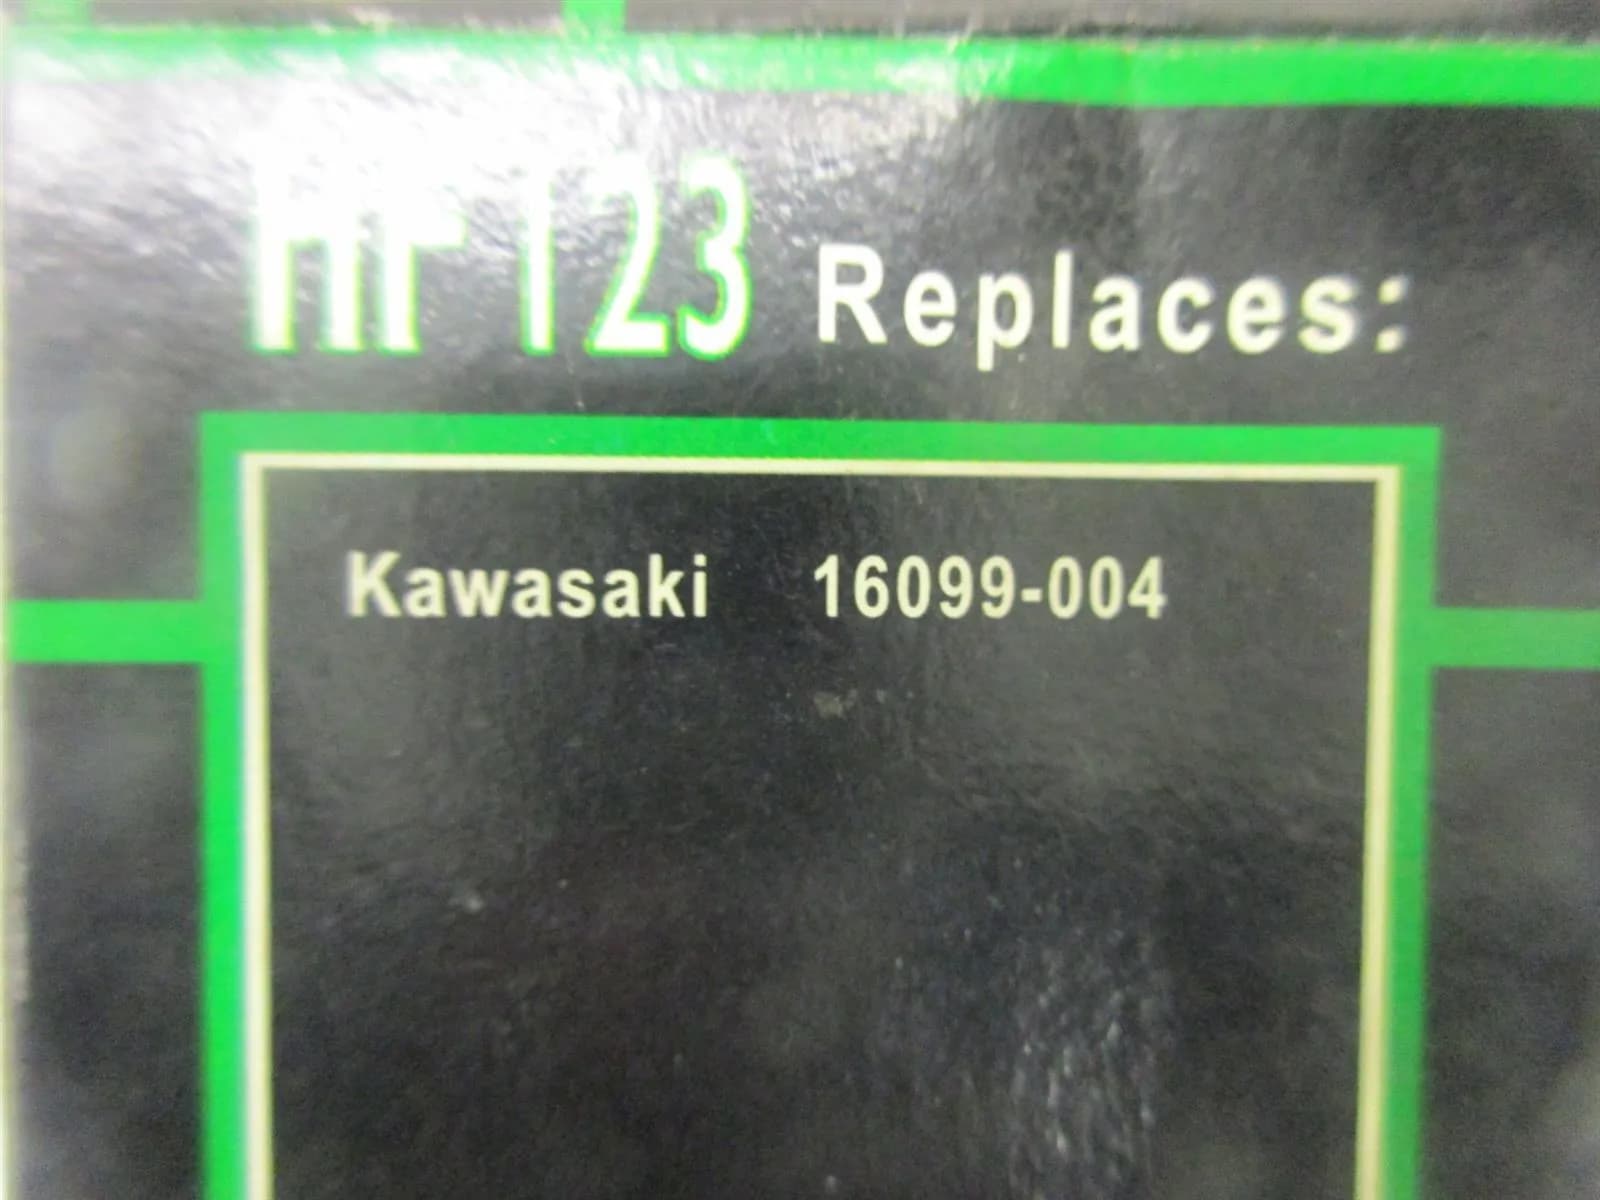 HF123 Replaces:
Kawasaki 16099-004